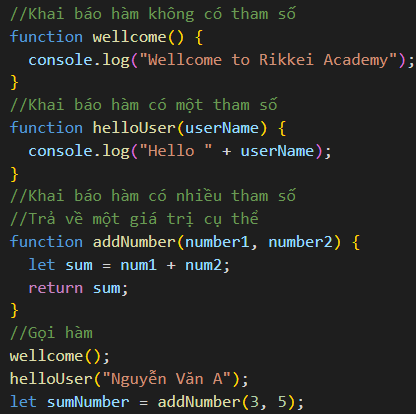 //Khai báo hàm không có tham số
function wellcome() {
  console.log("Wellcome to Rikkei Academy");
}
//Khai báo hàm có một tham số
function helloUser(userName) {
  console.log("Hello " + userName);
}
//Khai báo hàm có nhiều tham số
//Trả về một giá trị cụ thể
function addNumber(number1, number2) {
  let sum = num1 + num2;
  return sum;
}
//Gọi hàm
wellcome();
helloUser("Nguyễn Văn A");
let sumNumber = addNumber(3, 5);